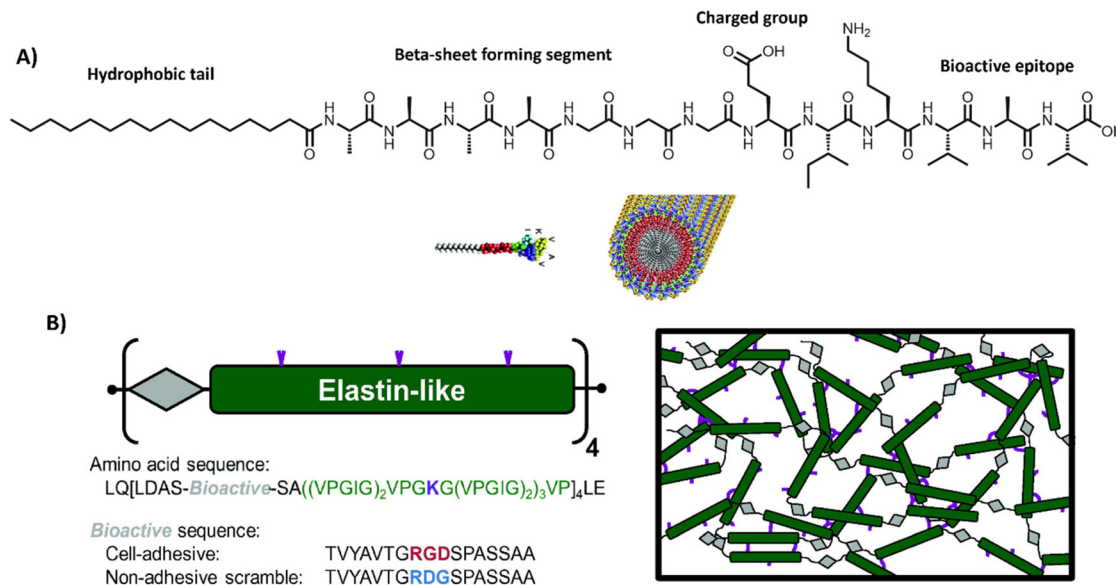 A)
Hydrophobic tail
Beta-sheet forming segment
Charged group
Bioactive epitope
NH₂
OH
O
H O H O H O H O H O H O H O
N N N N N N N OH
N N N N N N
O H O H O H O H O H O H O
I K V A V
B)
Elastin-like
4
Amino acid sequence:
LQ[LDAS-Bioactive-SA((VPGIG)₂VPGKG(VPGIG)₂)₃VP]₄LE
Bioactive sequence:
Cell-adhesive: TVYAVTGRGDSPASSAA
Non-adhesive scramble: TVYAVTGRDGSPASSAA